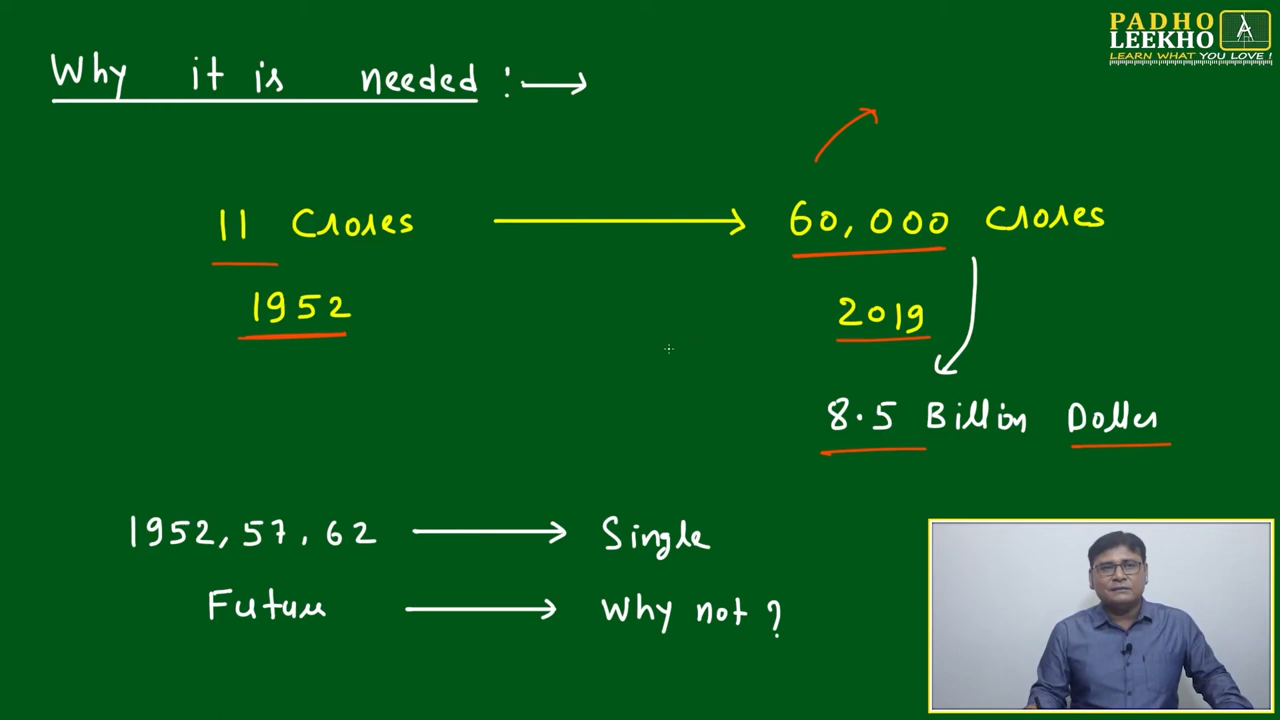 PADHO
LEEKHO
LEARN WHAT YOU LOVE !
Why it is needed :→
11 Crores → 60,000 Crores
1952 2019
8.5 Billion Doller
1952, 57, 62 → Single
Future → Why not ?